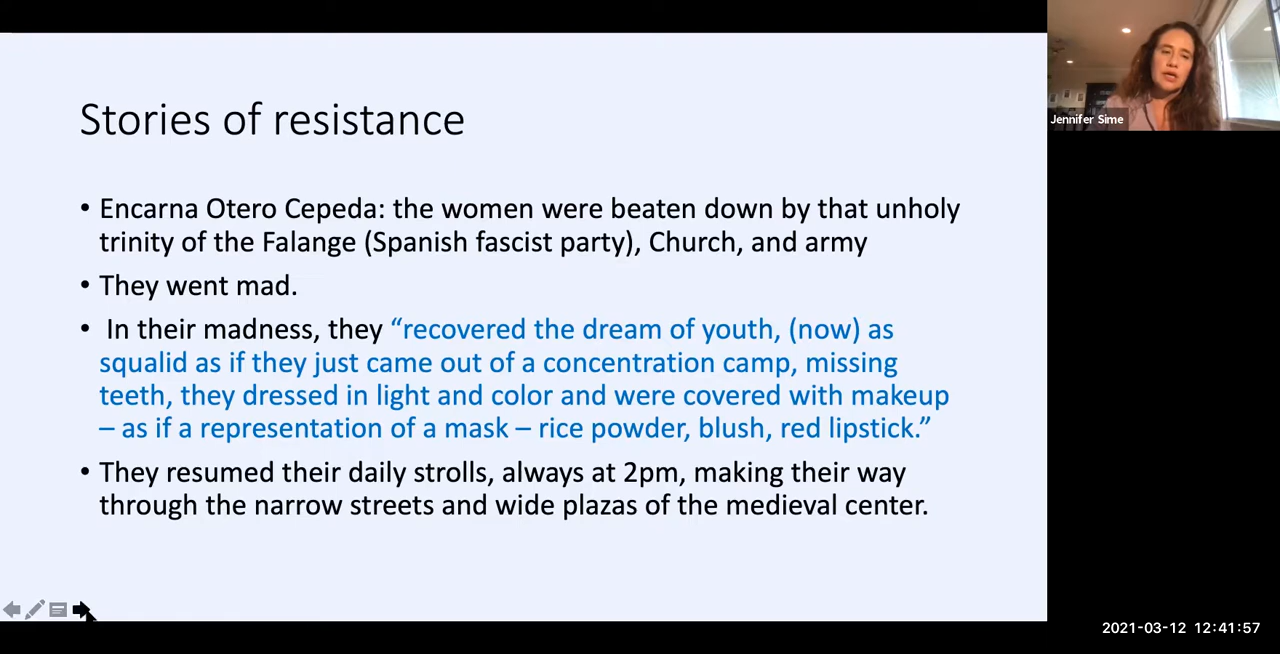 Stories of resistance
• Encarna Otero Cepeda: the women were beaten down by that unholy
trinity of the Falange (Spanish fascist party), Church, and army
• They went mad.
• In their madness, they “recovered the dream of youth, (now) as
squalid as if they just came out of a concentration camp, missing
teeth, they dressed in light and color and were covered with makeup
– as if a representation of a mask – rice powder, blush, red lipstick.”
• They resumed their daily strolls, always at 2pm, making their way
through the narrow streets and wide plazas of the medieval center.
Jennifer Sime
2021-03-12 12:41:57